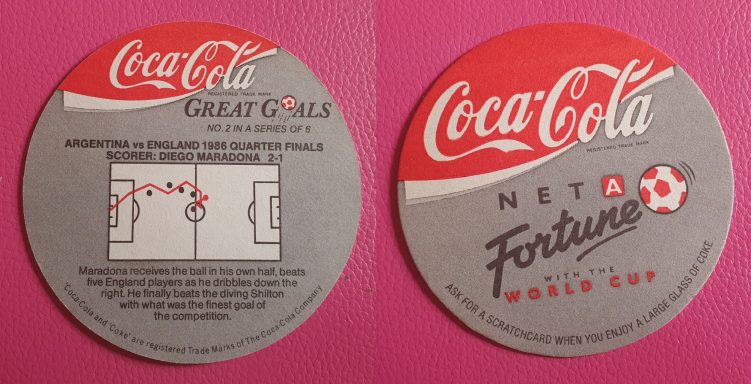 Coca-Cola
REGISTERED TRADE MARK
GREAT GOALS
NO. 2 IN A SERIES OF 6
ARGENTINA vs ENGLAND 1986 QUARTER FINALS
SCORER: DIEGO MARADONA 2-1
Maradona receives the ball in his own half, beats
five England players as he dribbles down the
right. He finally beats the diving Shilton
with what was the finest goal of
the competition.
'Coca-Cola and Coke' are registered Trade Marks of The Coca-Cola Company
Coca-Cola
REGISTERED TRADE MARK
NET A
Fortune
WITH THE
WORLD CUP
ASK FOR A SCRATCHCARD WHEN YOU ENJOY A LARGE GLASS OF COKE